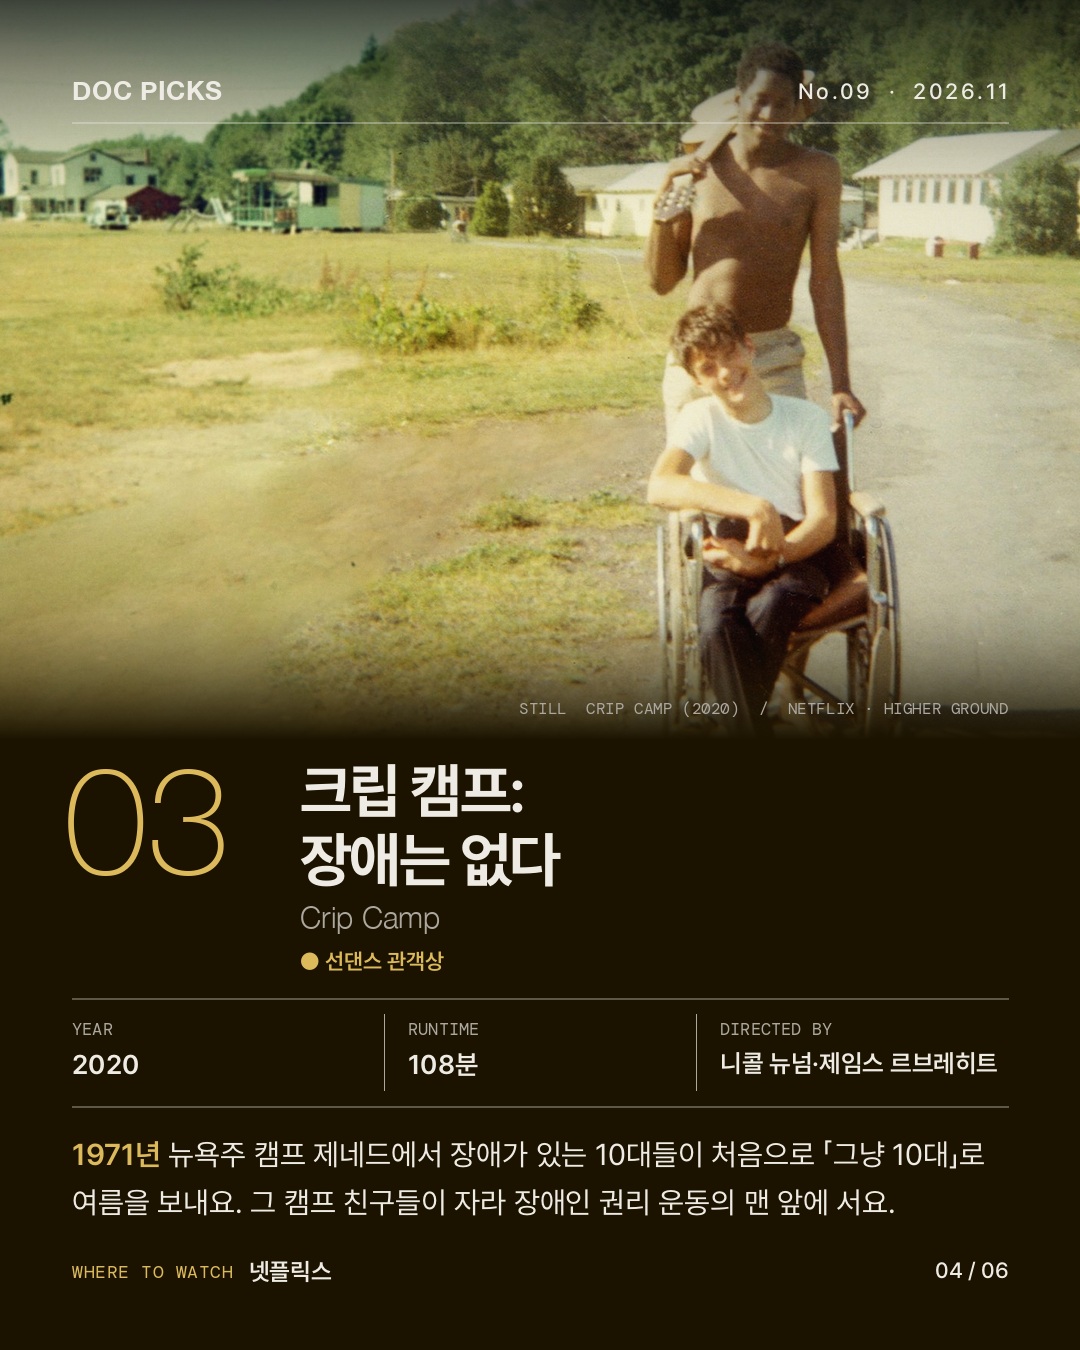 DOC PICKS
No.09 · 2026.11
STILL CRIP CAMP (2020) / NETFLIX · HIGHER GROUND
03
크립 캠프:
장애는 없다
Crip Camp
선댄스 관객상
YEAR
2020
RUNTIME
108분
DIRECTED BY
니콜 뉴넘·제임스 르브레히트
1971년 뉴욕주 캠프 제네드에서 장애가 있는 10대들이 처음으로 「그냥 10대」로
여름을 보내요. 그 캠프 친구들이 자라 장애인 권리 운동의 맨 앞에 서요.
WHERE TO WATCH 넷플릭스
04 / 06